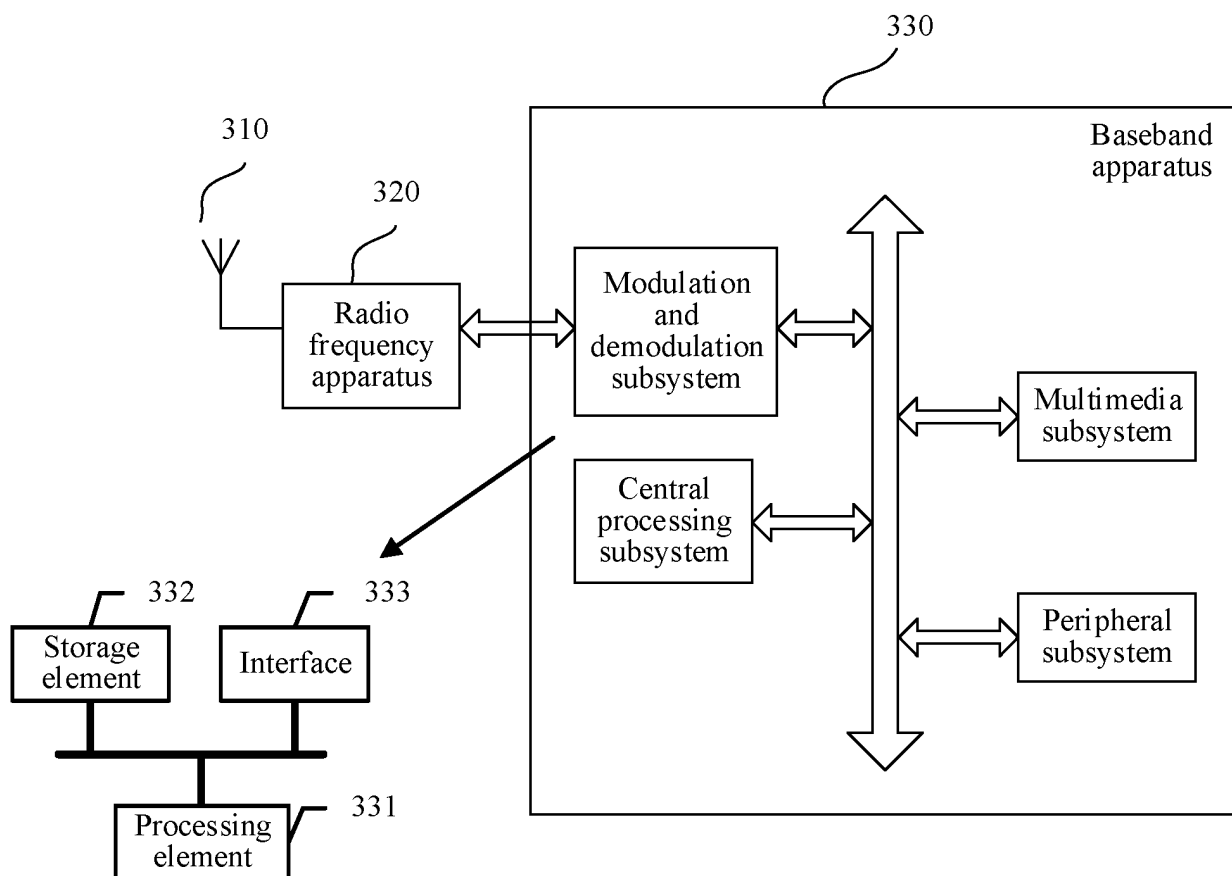 330
Baseband
apparatus
310
320
Radio
frequency
apparatus
Modulation
and
demodulation
subsystem
Multimedia
subsystem
Central
processing
subsystem
332
333
Storage
element
Interface
Peripheral
subsystem
331
Processing
element